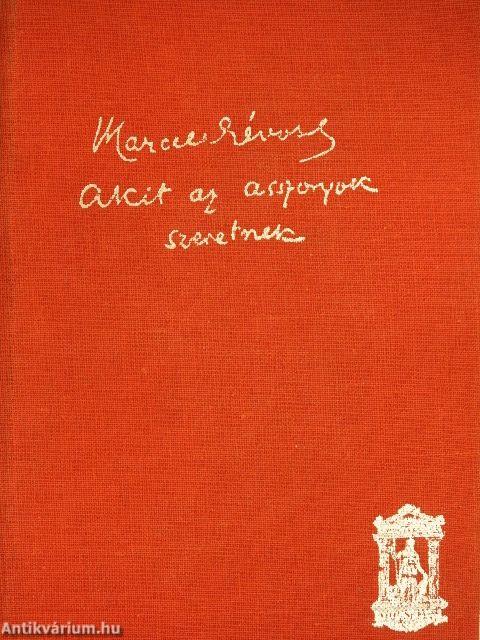 Marcel Prévost
Akit az asszonyok
szeretnek
Antikvárium.hu